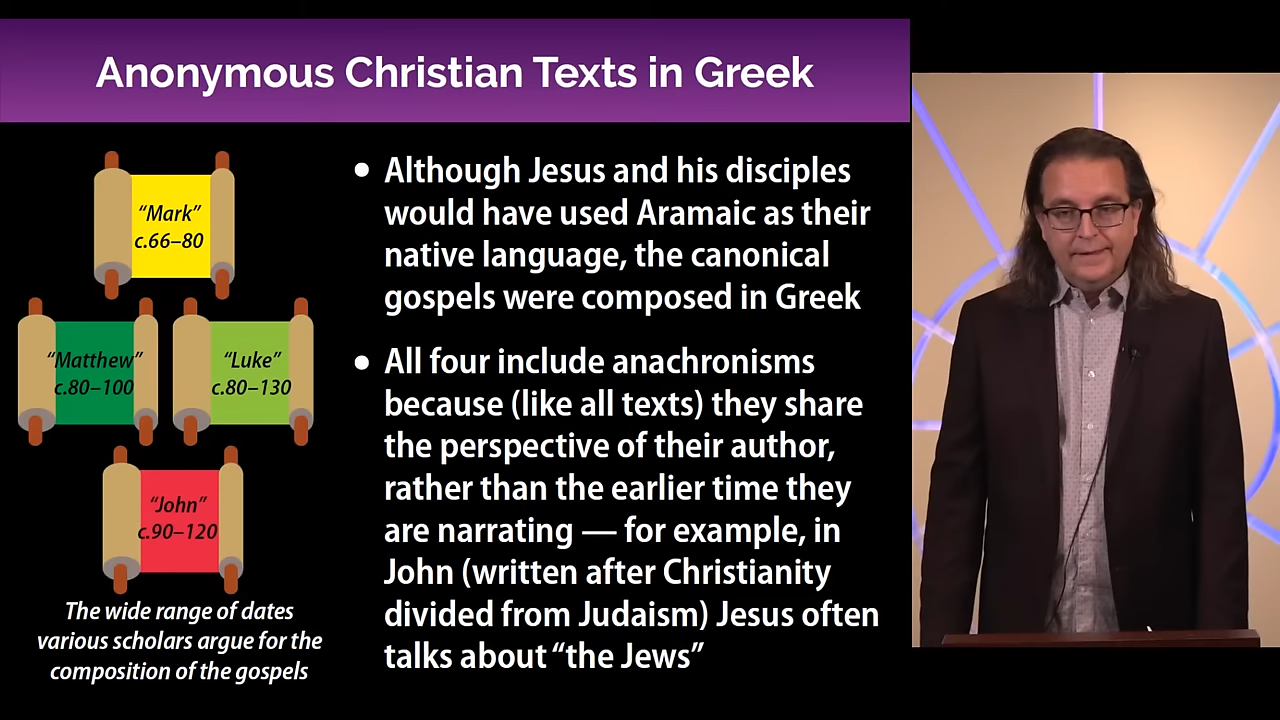 Anonymous Christian Texts in Greek
“Mark”
c.66–80
“Matthew”
c.80–100
“Luke”
c.80–130
“John”
c.90–120
The wide range of dates
various scholars argue for the
composition of the gospels
• Although Jesus and his disciples
would have used Aramaic as their
native language, the canonical
gospels were composed in Greek
• All four include anachronisms
because (like all texts) they share
the perspective of their author,
rather than the earlier time they
are narrating — for example, in
John (written after Christianity
divided from Judaism) Jesus often
talks about “the Jews”